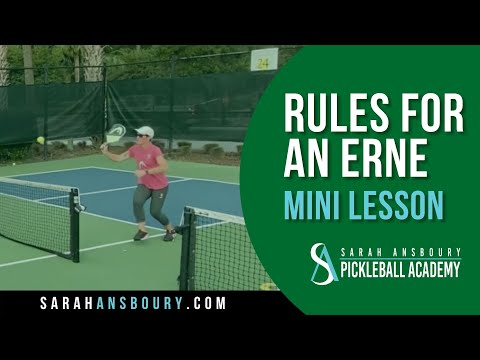 24
RULES FOR
AN ERNE
MINI LESSON
SARAH ANSBOURY
PICKLEBALL ACADEMY
SARAHANSBOURY.COM